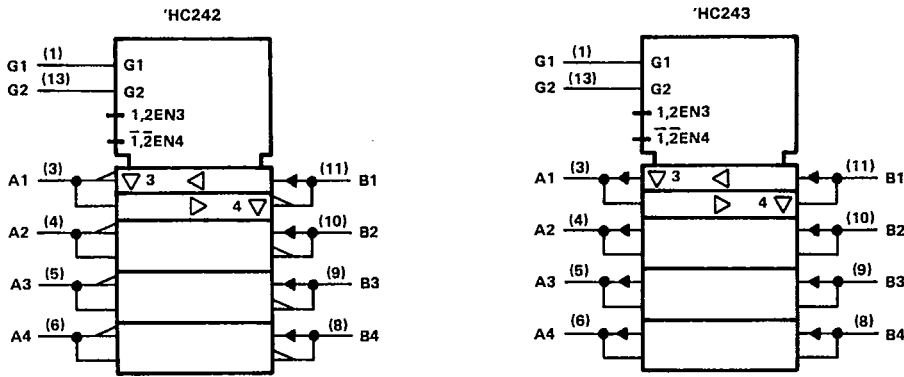 'HC242
G1 (1) G1
G2 (13) G2
1,2EN3
1̅,2̅EN4
A1 (3) 3 (11) B1
4
A2 (4) (10) B2
A3 (5) (9) B3
A4 (6) (8) B4
'HC243
G1 (1) G1
G2 (13) G2
1,2EN3
1̅,2̅EN4
A1 (3) 3 (11) B1
4
A2 (4) (10) B2
A3 (5) (9) B3
A4 (6) (8) B4